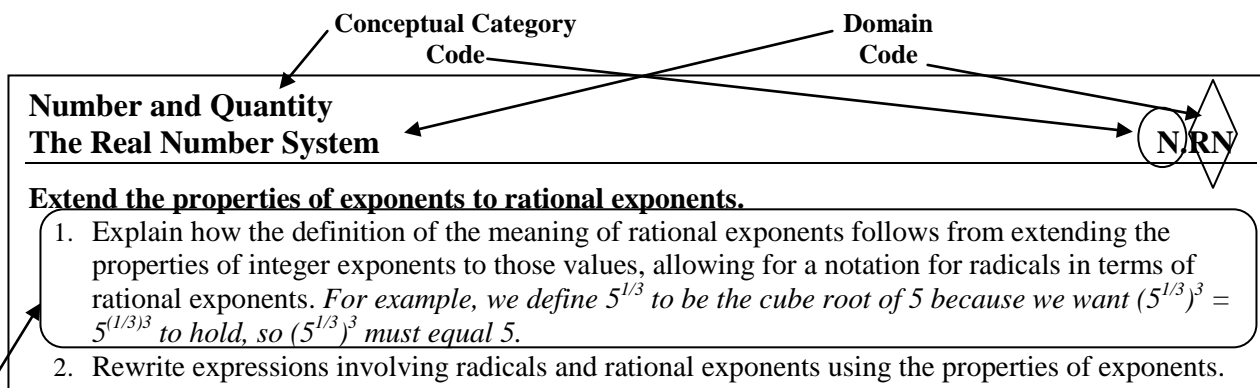 Conceptual Category Domain
Code Code
Number and Quantity
The Real Number System N.RN
Extend the properties of exponents to rational exponents.
1. Explain how the definition of the meaning of rational exponents follows from extending the
properties of integer exponents to those values, allowing for a notation for radicals in terms of
rational exponents. For example, we define 5^{1/3} to be the cube root of 5 because we want (5^{1/3})^3 =
5^{(1/3)3} to hold, so (5^{1/3})^3 must equal 5.
2. Rewrite expressions involving radicals and rational exponents using the properties of exponents.